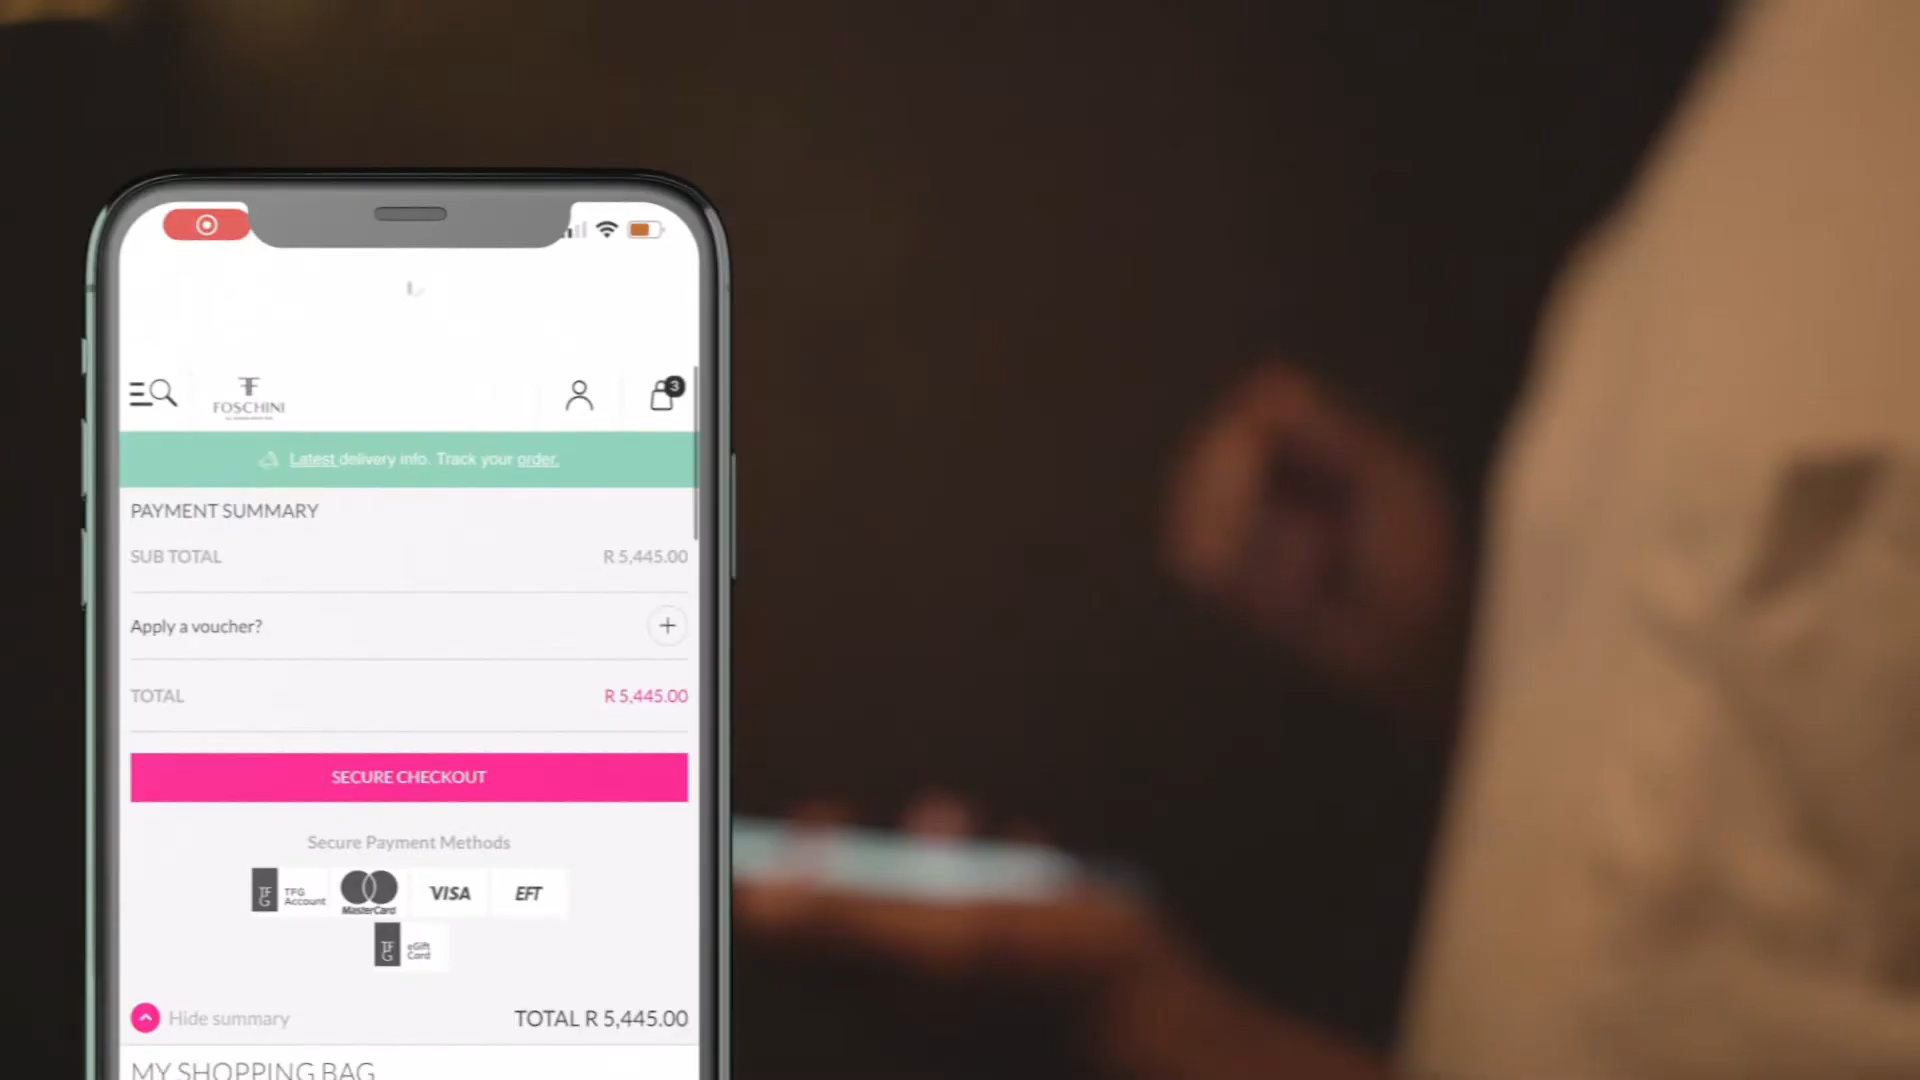 3
FOSCHINI
Latest delivery info. Track your order.
PAYMENT SUMMARY
SUB TOTAL R 5,445.00
Apply a voucher? +
TOTAL R 5,445.00
SECURE CHECKOUT
Secure Payment Methods
TFG TFG Account MasterCard VISA EFT
TFG eGift Card
Hide summary TOTAL R 5,445.00
MY SHOPPING BAG